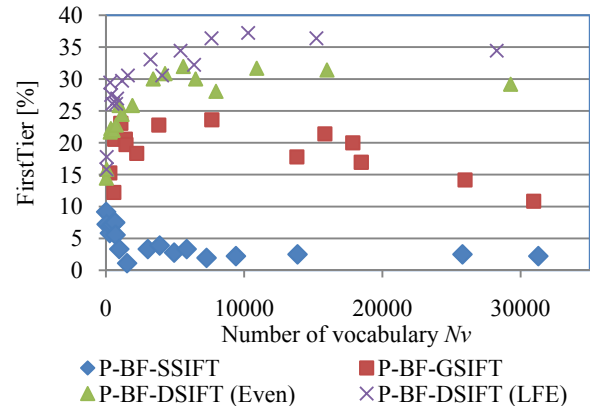 FirstTier [%]
40
35
30
25
20
15
10
5
0
0 10000 20000 30000
Number of vocabulary Nv
P-BF-SSIFT P-BF-GSIFT
P-BF-DSIFT (Even) P-BF-DSIFT (LFE)